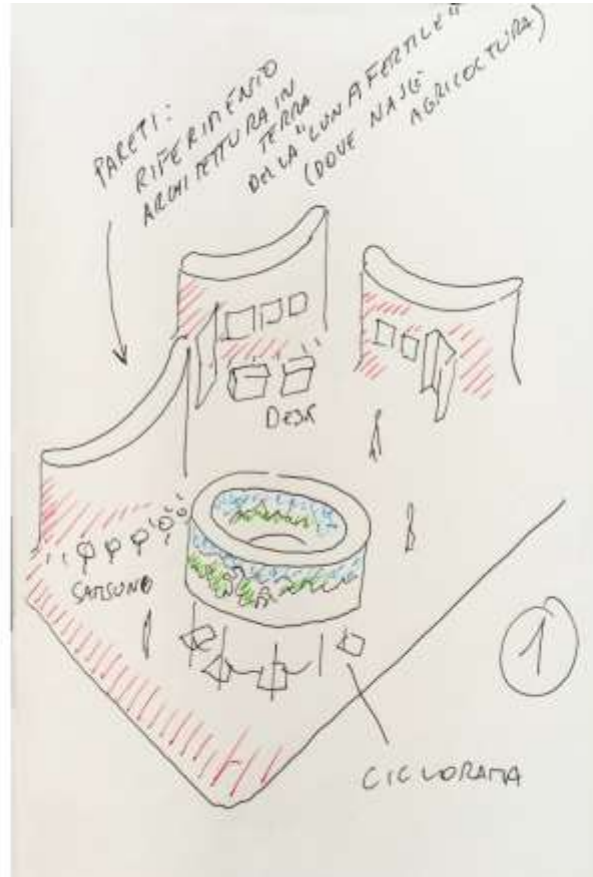 PARETI:
RIFERIMENTO
ARCHITETTURA IN
TERRA
DELLA "LUNA FERTILE"
(DOVE NASCE
AGRICOLTURA)
DESK
SAMSUNG
1
CICLORAMA